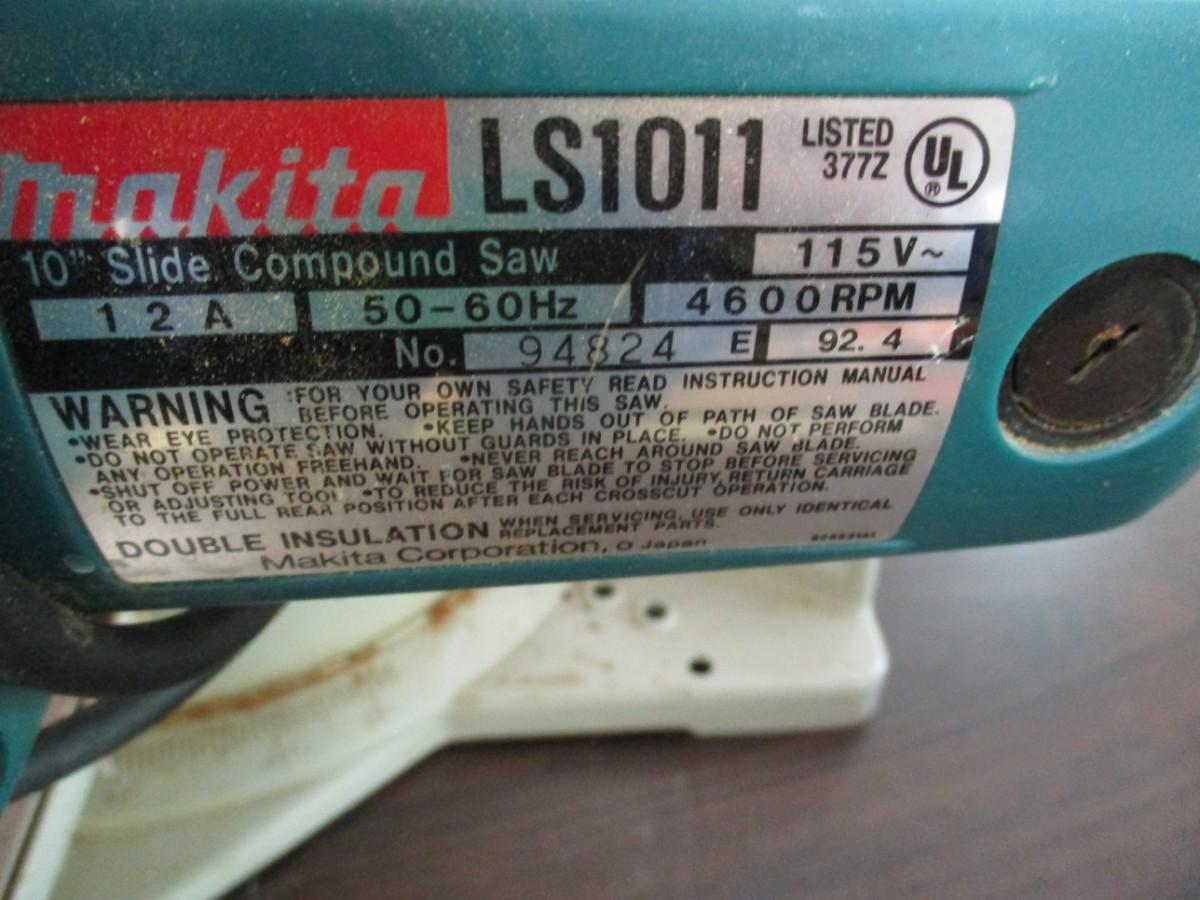 makita LS1011 LISTED 377Z UL
10" Slide Compound Saw 115V~
12A 50-60Hz 4600RPM
No. 94824 E 92.4
WARNING :FOR YOUR OWN SAFETY READ INSTRUCTION MANUAL
BEFORE OPERATING THIS SAW.
•WEAR EYE PROTECTION. •KEEP HANDS OUT OF PATH OF SAW BLADE.
•DO NOT OPERATE SAW WITHOUT GUARDS IN PLACE. •DO NOT PERFORM
ANY OPERATION FREEHAND. •NEVER REACH AROUND SAW BLADE.
•SHUT OFF POWER AND WAIT FOR SAW BLADE TO STOP BEFORE SERVICING
OR ADJUSTING TOOL. •TO REDUCE THE RISK OF INJURY, RETURN CARRIAGE
TO THE FULL REAR POSITION AFTER EACH CROSSCUT OPERATION.
DOUBLE INSULATION WHEN SERVICING, USE ONLY IDENTICAL
REPLACEMENT PARTS.
Makita Corporation, Japan